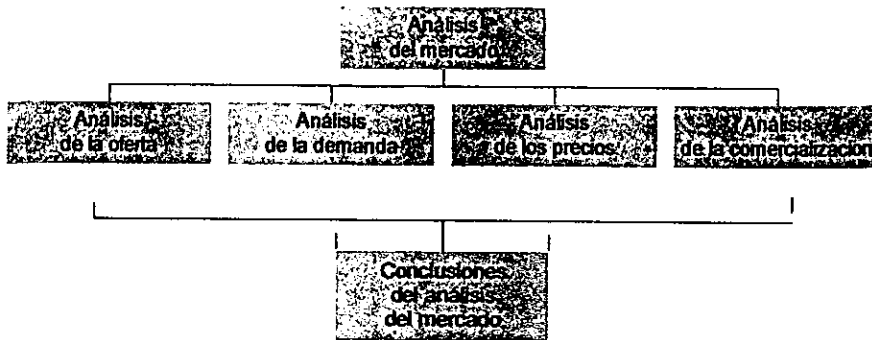 Análisis
del mercado
Análisis
de la oferta
Análisis
de la demanda
Análisis
de los precios
Análisis
de la comercialización
Conclusiones
del análisis
del mercado